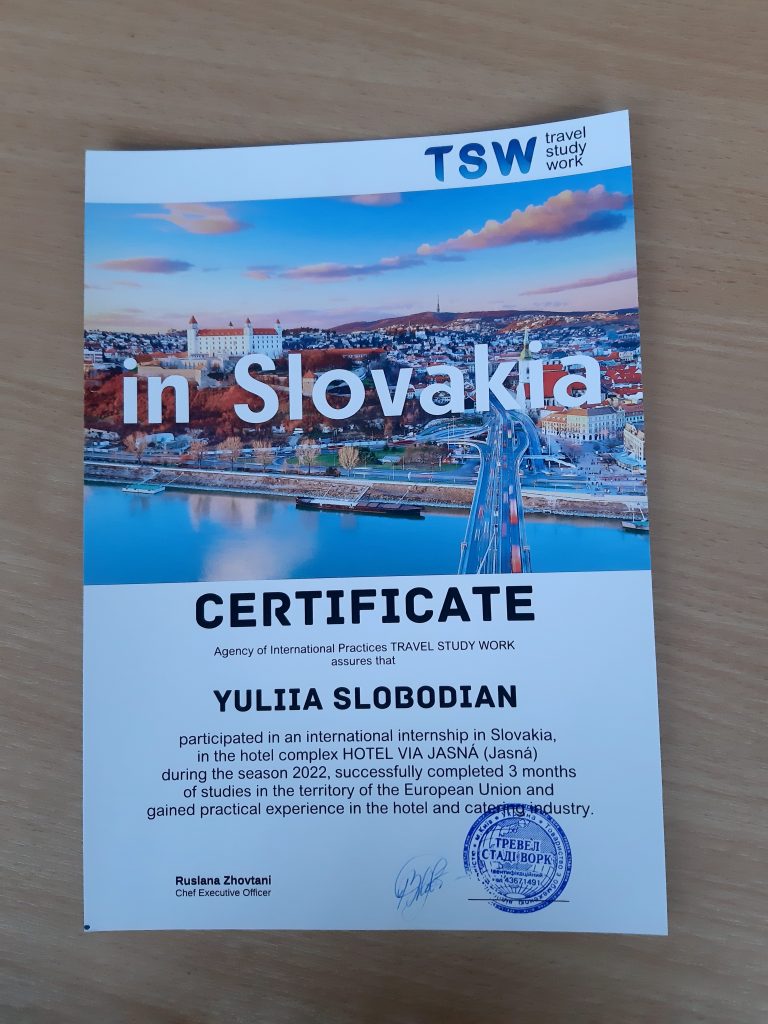 TSW travel
study
work
in Slovakia
CERTIFICATE
Agency of International Practices TRAVEL STUDY WORK
assures that
YULIIA SLOBODIAN
participated in an international internship in Slovakia,
in the hotel complex HOTEL VIA JASNÁ (Jasná)
during the season 2022, successfully completed 3 months
of studies in the territory of the European Union and
gained practical experience in the hotel and catering industry.
Ruslana Zhovtani
Chef Executive Officer
ТРЕВЕЛ
СТАДІ ВОРК
Ідентифікаційний
43671491